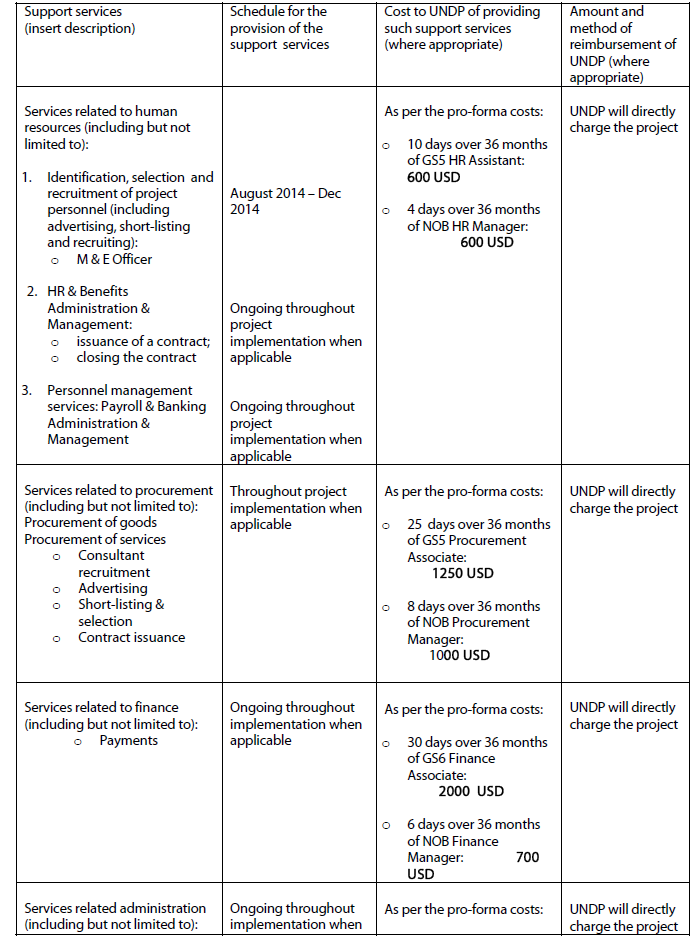 Support services
(insert description)
Schedule for the
provision of the
support services
Cost to UNDP of providing
such support services
(where appropriate)
Amount and
method of
reimbursement of
UNDP (where
appropriate)
Services related to human
resources (including but not
limited to):
1. Identification, selection and
recruitment of project
personnel (including
advertising, short-listing
and recruiting):
o M & E Officer
2. HR & Benefits
Administration &
Management:
o issuance of a contract;
o closing the contract
3. Personnel management
services: Payroll & Banking
Administration &
Management
August 2014 – Dec
2014
Ongoing throughout
project
implementation when
applicable
Ongoing throughout
project
implementation when
applicable
As per the pro-forma costs:
o 10 days over 36 months
of GS5 HR Assistant:
600 USD
o 4 days over 36 months
of NOB HR Manager:
600 USD
UNDP will directly
charge the project
Services related to procurement
(including but not limited to):
Procurement of goods
Procurement of services
o Consultant
recruitment
o Advertising
o Short-listing &
selection
o Contract issuance
Throughout project
implementation when
applicable
As per the pro-forma costs:
o 25 days over 36 months
of GS5 Procurement
Associate:
1250 USD
o 8 days over 36 months
of NOB Procurement
Manager:
1000 USD
UNDP will directly
charge the project
Services related to finance
(including but not limited to):
o Payments
Ongoing throughout
implementation when
applicable
As per the pro-forma costs:
o 30 days over 36 months
of GS6 Finance
Associate:
2000 USD
o 6 days over 36 months
of NOB Finance
Manager: 700
USD
UNDP will directly
charge the project
Services related administration
(including but not limited to):
Ongoing throughout
implementation when
As per the pro-forma costs:
UNDP will directly
charge the project